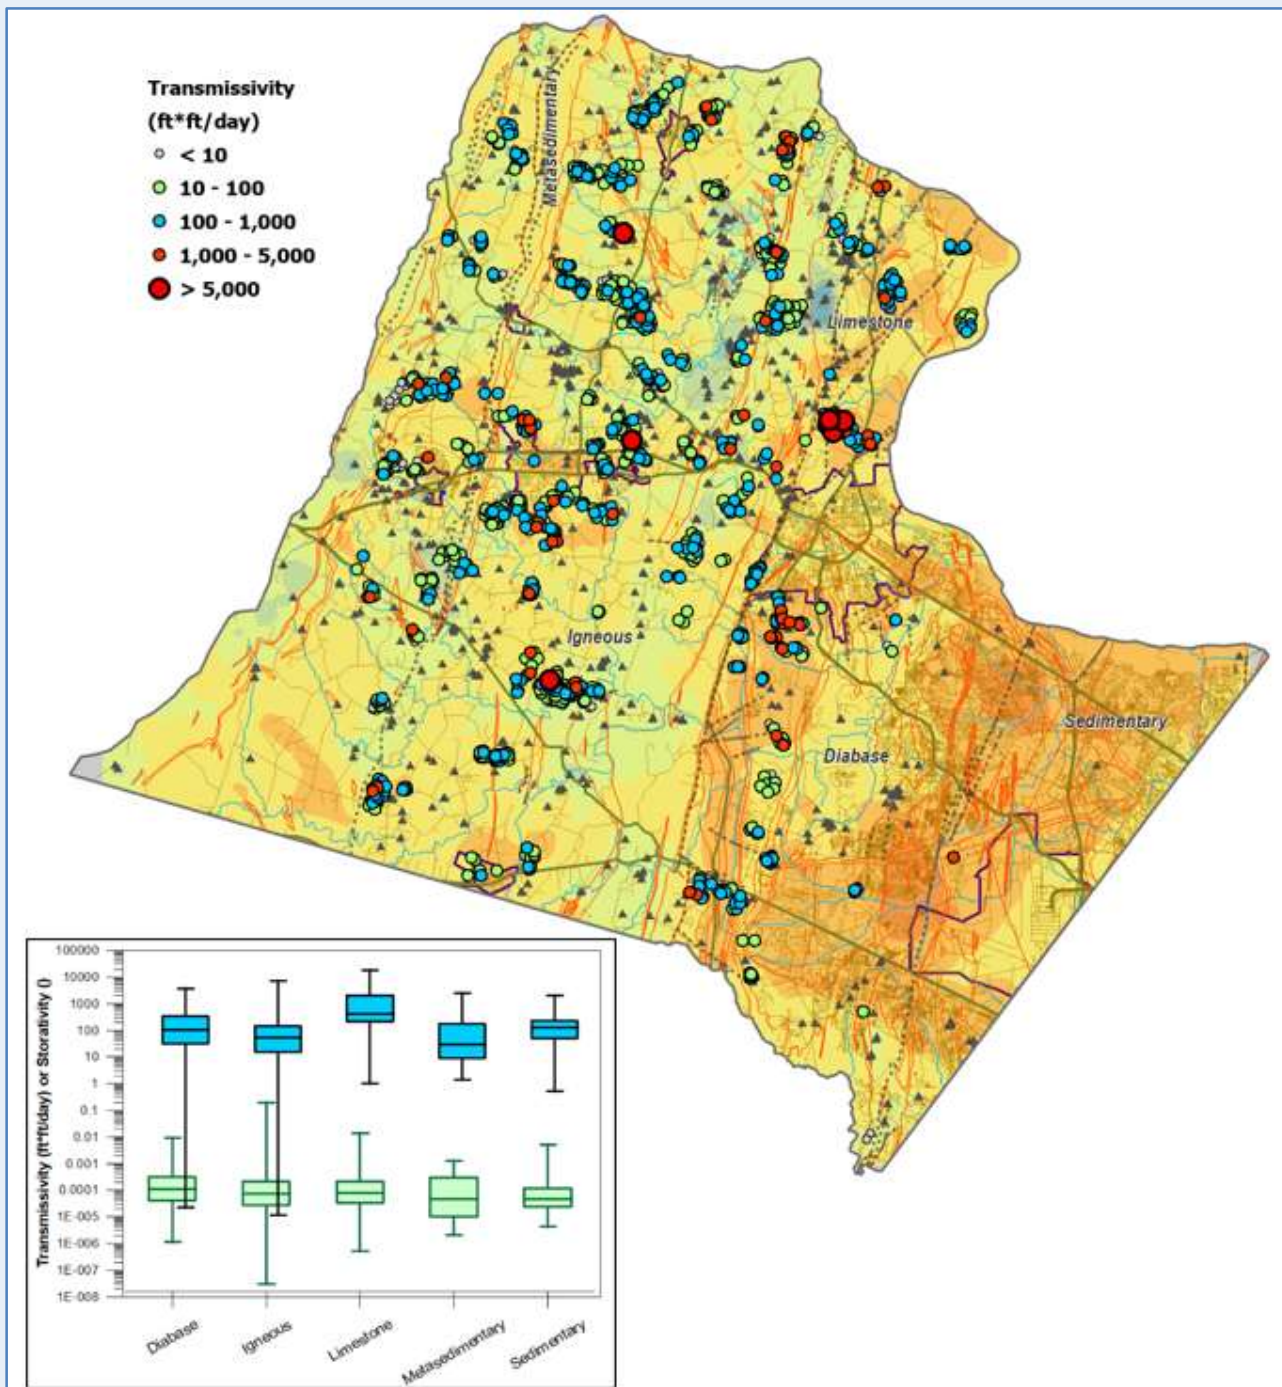 Transmissivity
(ft*ft/day)
< 10
10 - 100
100 - 1,000
1,000 - 5,000
> 5,000
Metasedimentary
Limestone
Igneous
Sedimentary
Diabase
Transmissivity (ft*ft/day) or Storativity ()
100000
10000
1000
100
10
1
0.1
0.01
0.001
0.0001
1E-005
1E-006
1E-007
1E-008
Diabase
Igneous
Limestone
Metasedimentary
Sedimentary